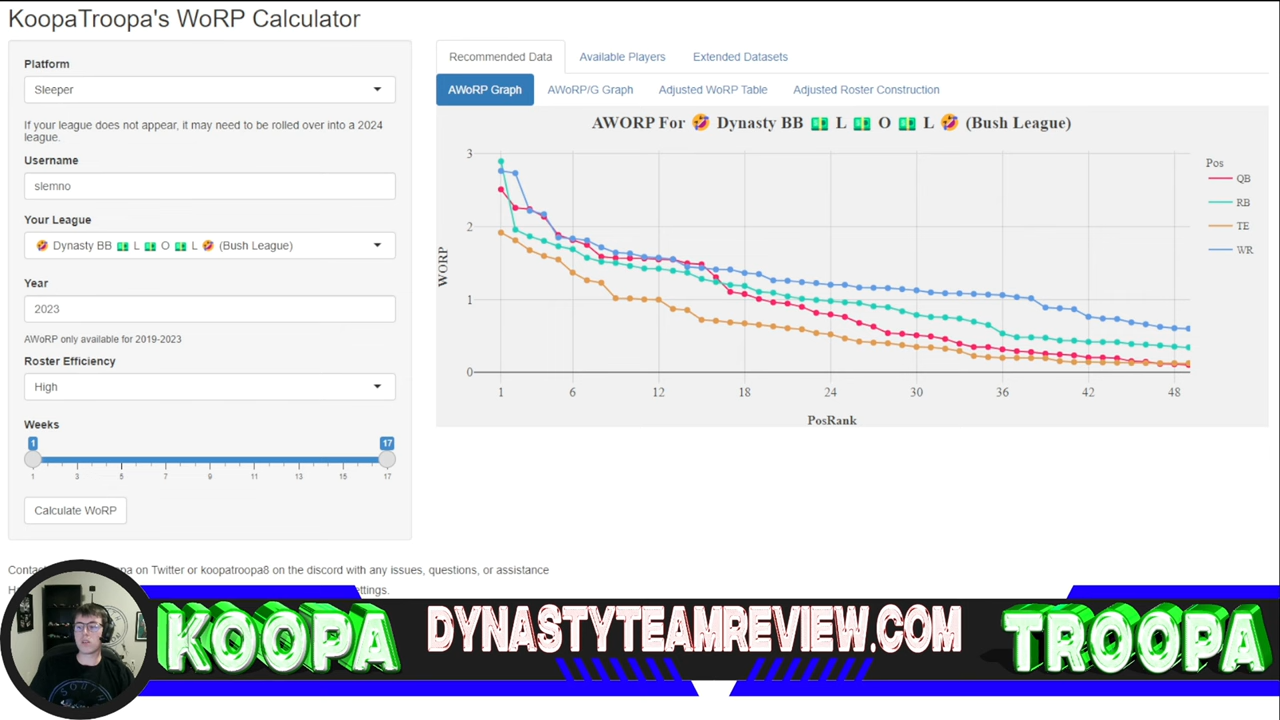 KoopaTroopa's WoRP Calculator
Platform
Sleeper
If your league does not appear, it may need to be rolled over into a 2024
league.
Username
slemno
Your League
🤣 Dynasty BB 💵 L 💵 O 💵 L 🤣 (Bush League)
Year
2023
AWoRP only available for 2019-2023
Roster Efficiency
High
Weeks
1 17
1 3 5 7 9 11 13 15 17
Calculate WoRP
Recommended Data Available Players Extended Datasets
AWoRP Graph AWoRP/G Graph Adjusted WoRP Table Adjusted Roster Construction
AWORP For 🤣 Dynasty BB 💵 L 💵 O 💵 L 🤣 (Bush League)
3
2
1
0
WORP
1 6 12 18 24 30 36 42 48
PosRank
Pos
QB
RB
TE
WR
on Twitter or koopatroopa8 on the discord with any issues, questions, or assistance
KOOPA
DYNASTYTEAMREVIEW.COM
TROOPA
SOUTH